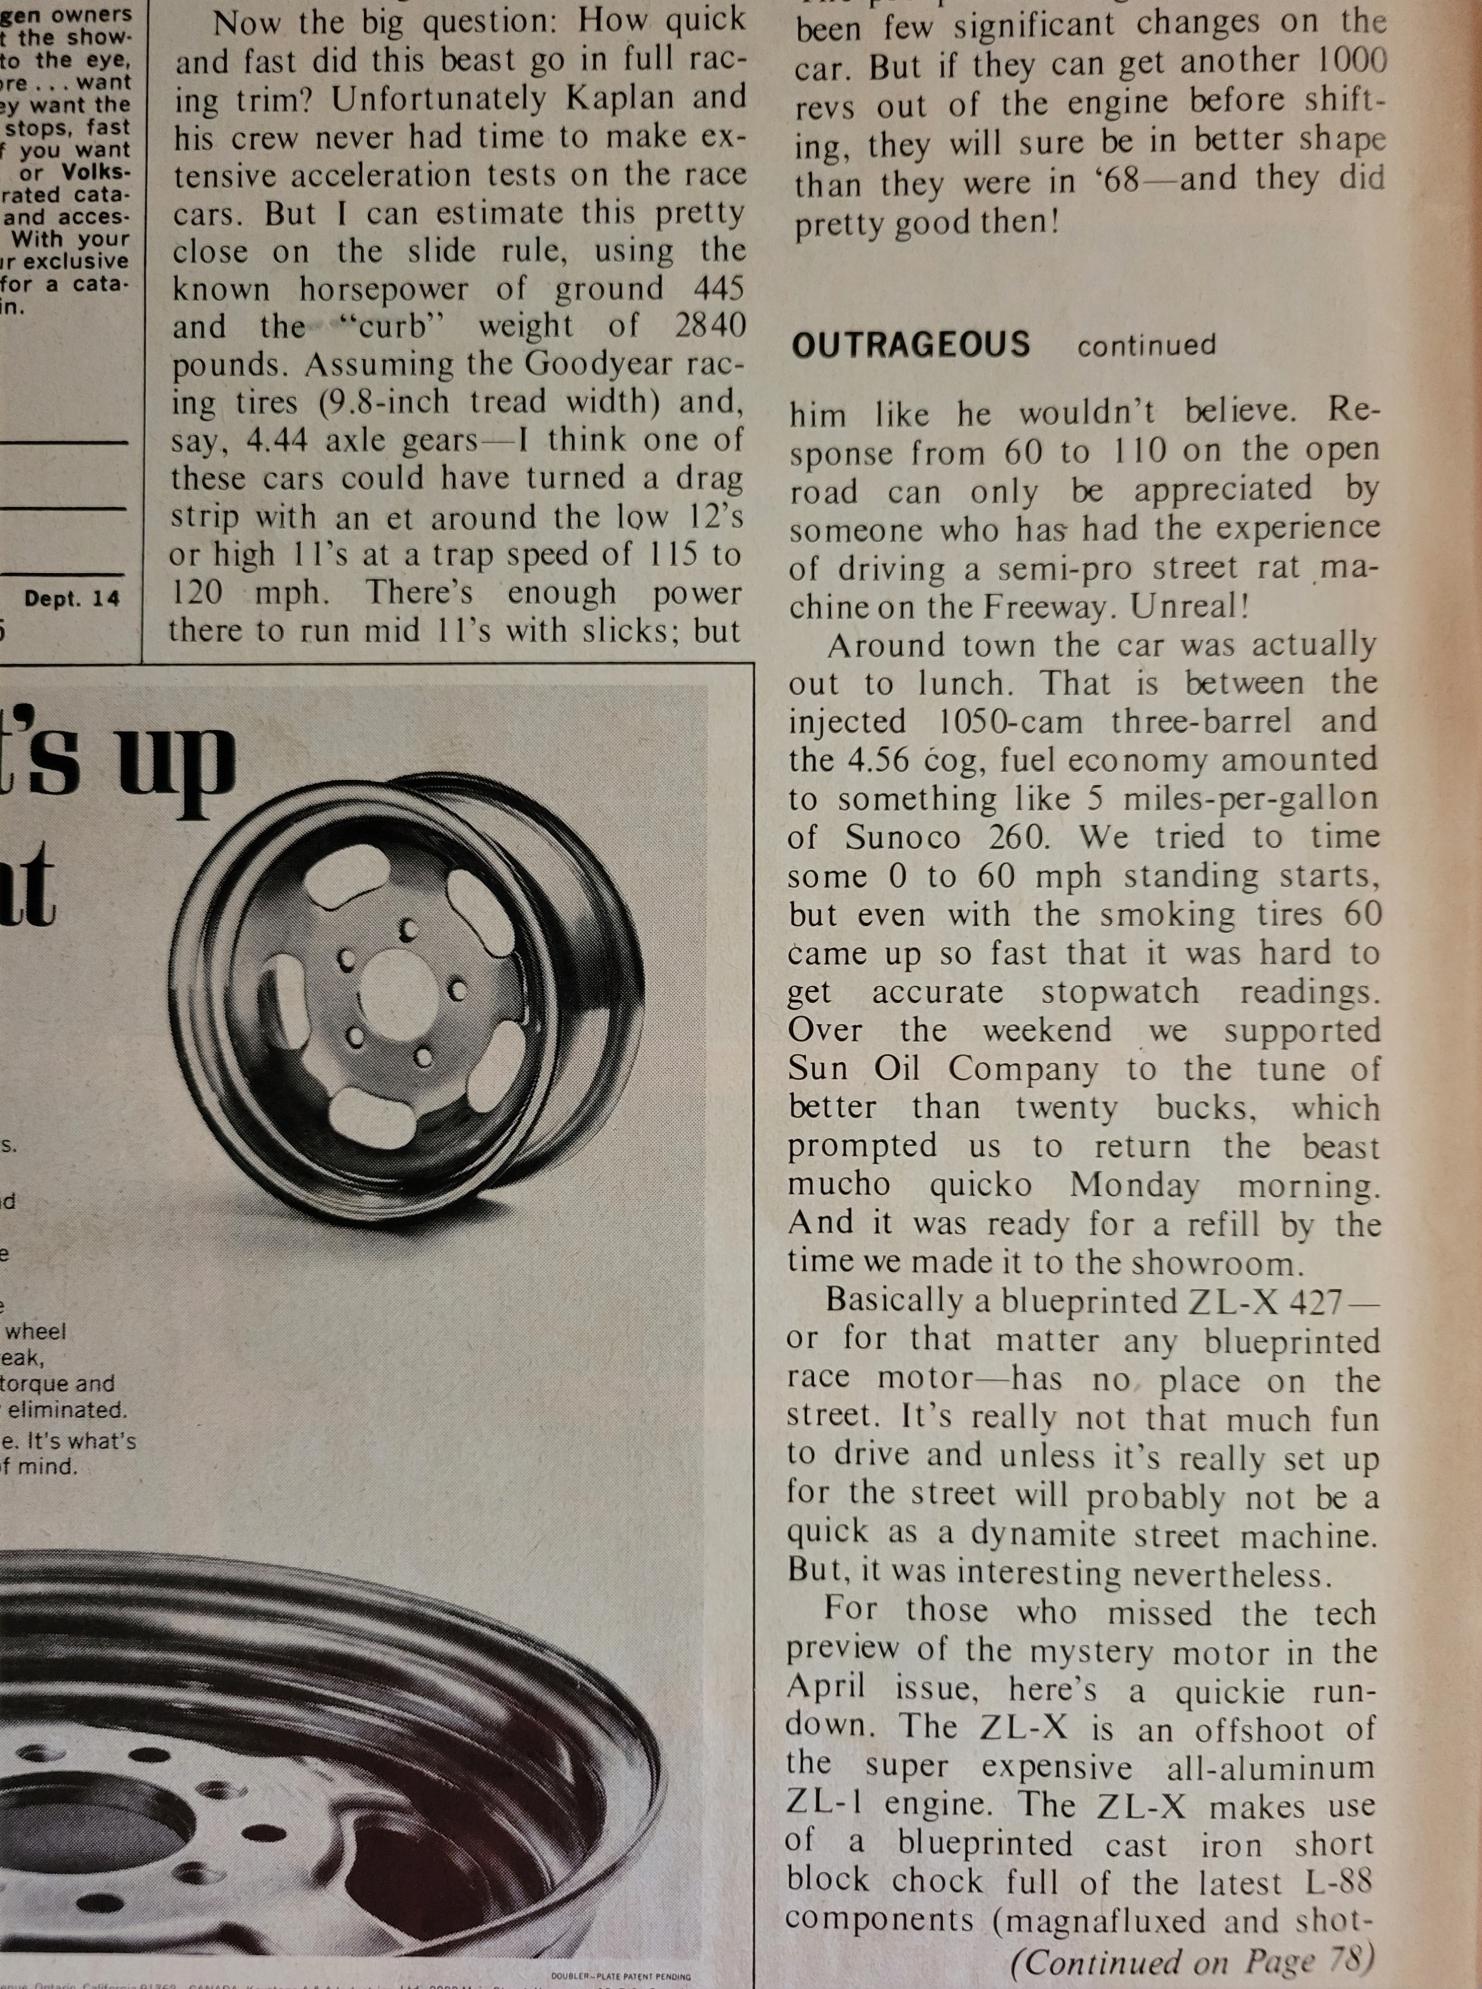 gen owners
t the show-
to the eye,
ore ... want
ey want the
stops, fast
f you want
or Volks-
rated cata-
and acces-
With your
ur exclusive
for a cata-
in.
Dept. 14
Now the big question: How quick
and fast did this beast go in full rac-
ing trim? Unfortunately Kaplan and
his crew never had time to make ex-
tensive acceleration tests on the race
cars. But I can estimate this pretty
close on the slide rule, using the
known horsepower of ground 445
and the “curb” weight of 2840
pounds. Assuming the Goodyear rac-
ing tires (9.8-inch tread width) and,
say, 4.44 axle gears—I think one of
these cars could have turned a drag
strip with an et around the low 12’s
or high 11’s at a trap speed of 115 to
120 mph. There’s enough power
there to run mid 11’s with slicks; but
t's up
at
s.
d
e
e
wheel
eak,
torque and
eliminated.
e. It's what's
of mind.
DOUBLER-PLATE PATENT PENDING
been few significant changes on the
car. But if they can get another 1000
revs out of the engine before shift-
ing, they will sure be in better shape
than they were in ‘68—and they did
pretty good then!
OUTRAGEOUS continued
him like he wouldn’t believe. Re-
sponse from 60 to 110 on the open
road can only be appreciated by
someone who has had the experience
of driving a semi-pro street rat ma-
chine on the Freeway. Unreal!
Around town the car was actually
out to lunch. That is between the
injected 1050-cam three-barrel and
the 4.56 cog, fuel economy amounted
to something like 5 miles-per-gallon
of Sunoco 260. We tried to time
some 0 to 60 mph standing starts,
but even with the smoking tires 60
came up so fast that it was hard to
get accurate stopwatch readings.
Over the weekend we supported
Sun Oil Company to the tune of
better than twenty bucks, which
prompted us to return the beast
mucho quicko Monday morning.
And it was ready for a refill by the
time we made it to the showroom.
Basically a blueprinted ZL-X 427—
or for that matter any blueprinted
race motor—has no place on the
street. It’s really not that much fun
to drive and unless it’s really set up
for the street will probably not be a
quick as a dynamite street machine.
But, it was interesting nevertheless.
For those who missed the tech
preview of the mystery motor in the
April issue, here’s a quickie run-
down. The ZL-X is an offshoot of
the super expensive all-aluminum
ZL-1 engine. The ZL-X makes use
of a blueprinted cast iron short
block chock full of the latest L-88
components (magnafluxed and shot-
(Continued on Page 78)